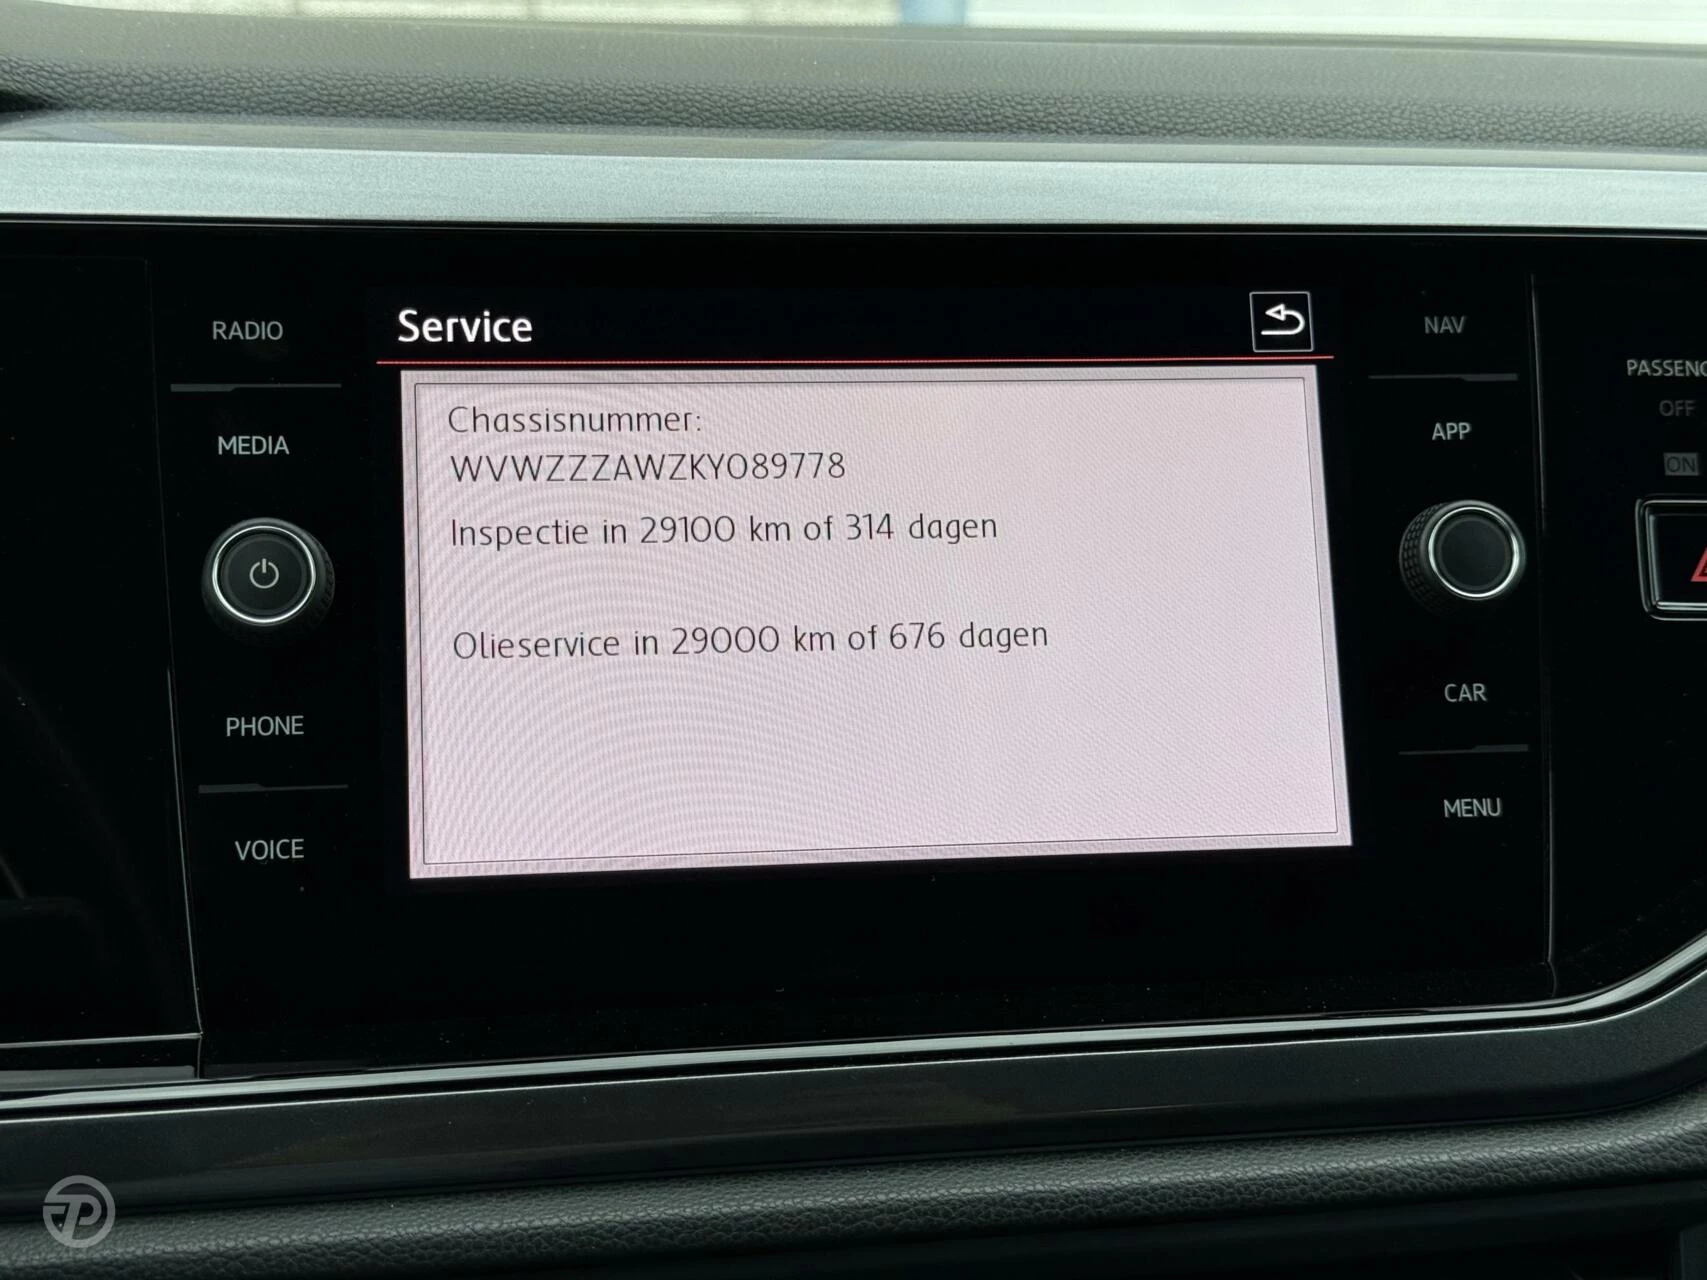 Service
Chassisnummer:
WVWZZZAWZKY089778
Inspectie in 29100 km of 314 dagen
Olieservice in 29000 km of 676 dagen
RADIO
MEDIA
PHONE
VOICE
NAV
APP
CAR
MENU
PASSENG
OFF
ON